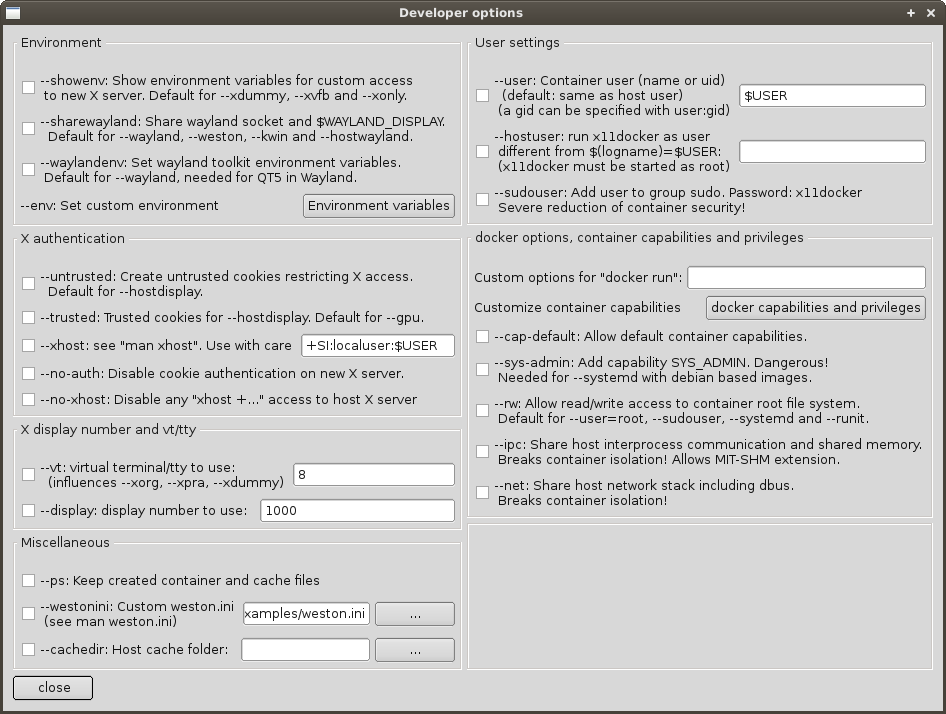 Developer options
Environment
--showenv: Show environment variables for custom access
to new X server. Default for --xdummy, --xvfb and --xonly.
--sharewayland: Share wayland socket and $WAYLAND_DISPLAY.
Default for --wayland, --weston, --kwin and --hostwayland.
--waylandenv: Set wayland toolkit environment variables.
Default for --wayland, needed for QT5 in Wayland.
--env: Set custom environment
Environment variables
X authentication
--untrusted: Create untrusted cookies restricting X access.
Default for --hostdisplay.
--trusted: Trusted cookies for --hostdisplay. Default for --gpu.
--xhost: see "man xhost". Use with care
+SI:localuser:$USER
--no-auth: Disable cookie authentication on new X server.
--no-xhost: Disable any "xhost +..." access to host X server
X display number and vt/tty
--vt: virtual terminal/tty to use:
(influences --xorg, --xpra, --xdummy)
8
--display: display number to use:
1000
Miscellaneous
--ps: Keep created container and cache files
--westonini: Custom weston.ini
(see man weston.ini)
xamples/weston.ini
...
--cachedir: Host cache folder:
...
close
User settings
--user: Container user (name or uid)
(default: same as host user)
(a gid can be specified with user:gid)
$USER
--hostuser: run x11docker as user
different from $(logname)=$USER:
(x11docker must be started as root)
--sudouser: Add user to group sudo. Password: x11docker
Severe reduction of container security!
docker options, container capabilities and privileges
Custom options for "docker run":
Customize container capabilities
docker capabilities and privileges
--cap-default: Allow default container capabilities.
--sys-admin: Add capability SYS_ADMIN. Dangerous!
Needed for --systemd with debian based images.
--rw: Allow read/write access to container root file system.
Default for --user=root, --sudouser, --systemd and --runit.
--ipc: Share host interprocess communication and shared memory.
Breaks container isolation! Allows MIT-SHM extension.
--net: Share host network stack including dbus.
Breaks container isolation!